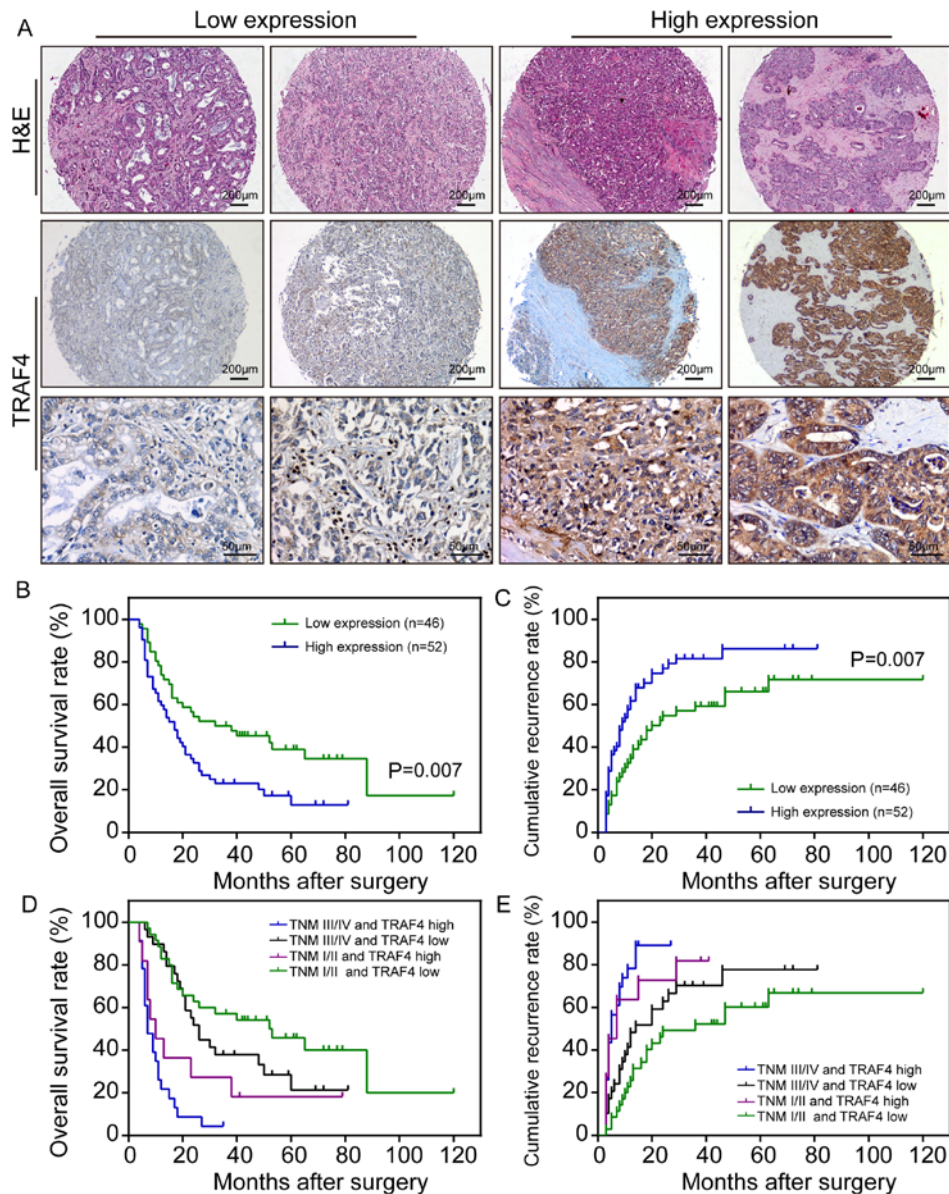 A
Low expression
High expression
H&E
200μm
200μm
200μm
200μm
TRAF4
200μm
200μm
200μm
200μm
50μm
50μm
50μm
50μm
B
Overall survival rate (%)
100
80
60
40
20
0
Low expression (n=46)
High expression (n=52)
P=0.007
0 20 40 60 80 100 120
Months after surgery
C
Cumulative recurrence rate (%)
100
80
60
40
20
0
P=0.007
Low expression (n=46)
High expression (n=52)
0 20 40 60 80 100 120
Months after surgery
D
Overall survival rate (%)
100
80
60
40
20
0
TNM III/IV and TRAF4 high
TNM III/IV and TRAF4 low
TNM I/II and TRAF4 high
TNM I/II and TRAF4 low
0 20 40 60 80 100 120
Months after surgery
E
Cumulative recurrence rate (%)
100
80
60
40
20
0
TNM III/IV and TRAF4 high
TNM III/IV and TRAF4 low
TNM I/II and TRAF4 high
TNM I/II and TRAF4 low
0 20 40 60 80 100 120
Months after surgery